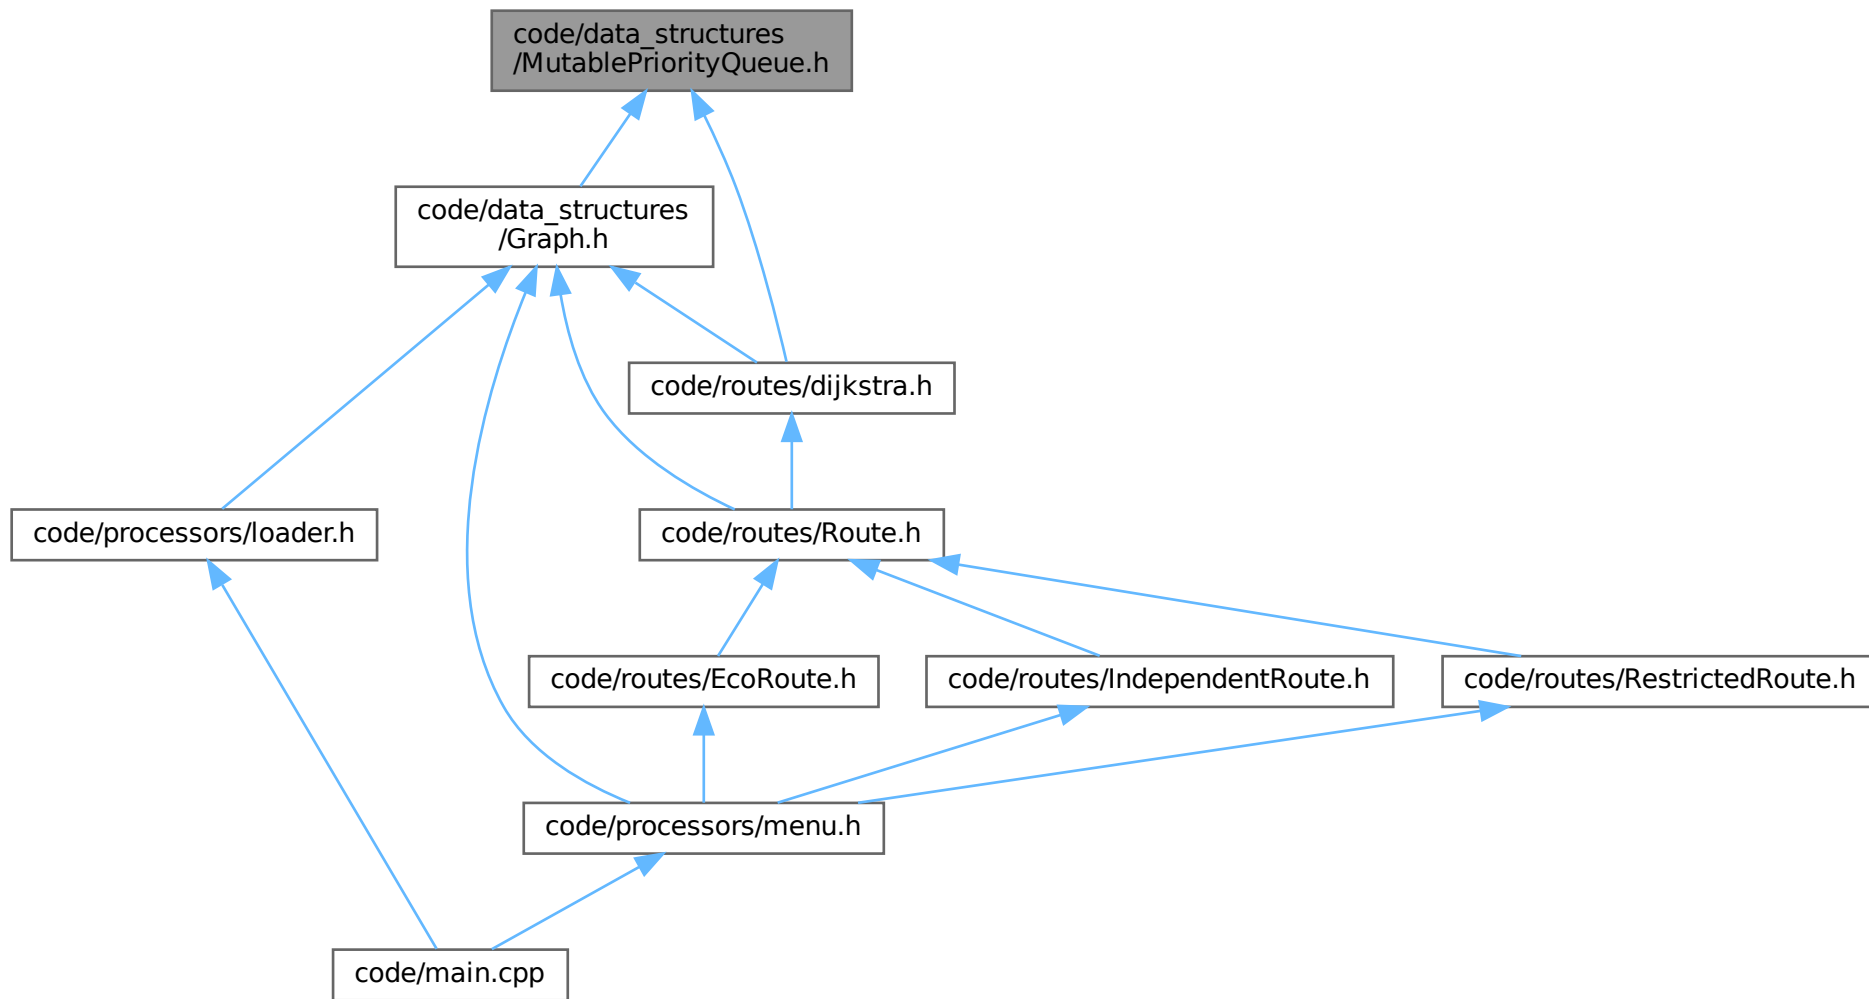 code/data_structures
/MutablePriorityQueue.h
code/data_structures
/Graph.h
code/routes/dijkstra.h
code/processors/loader.h
code/routes/Route.h
code/routes/EcoRoute.h
code/routes/IndependentRoute.h
code/routes/RestrictedRoute.h
code/processors/menu.h
code/main.cpp